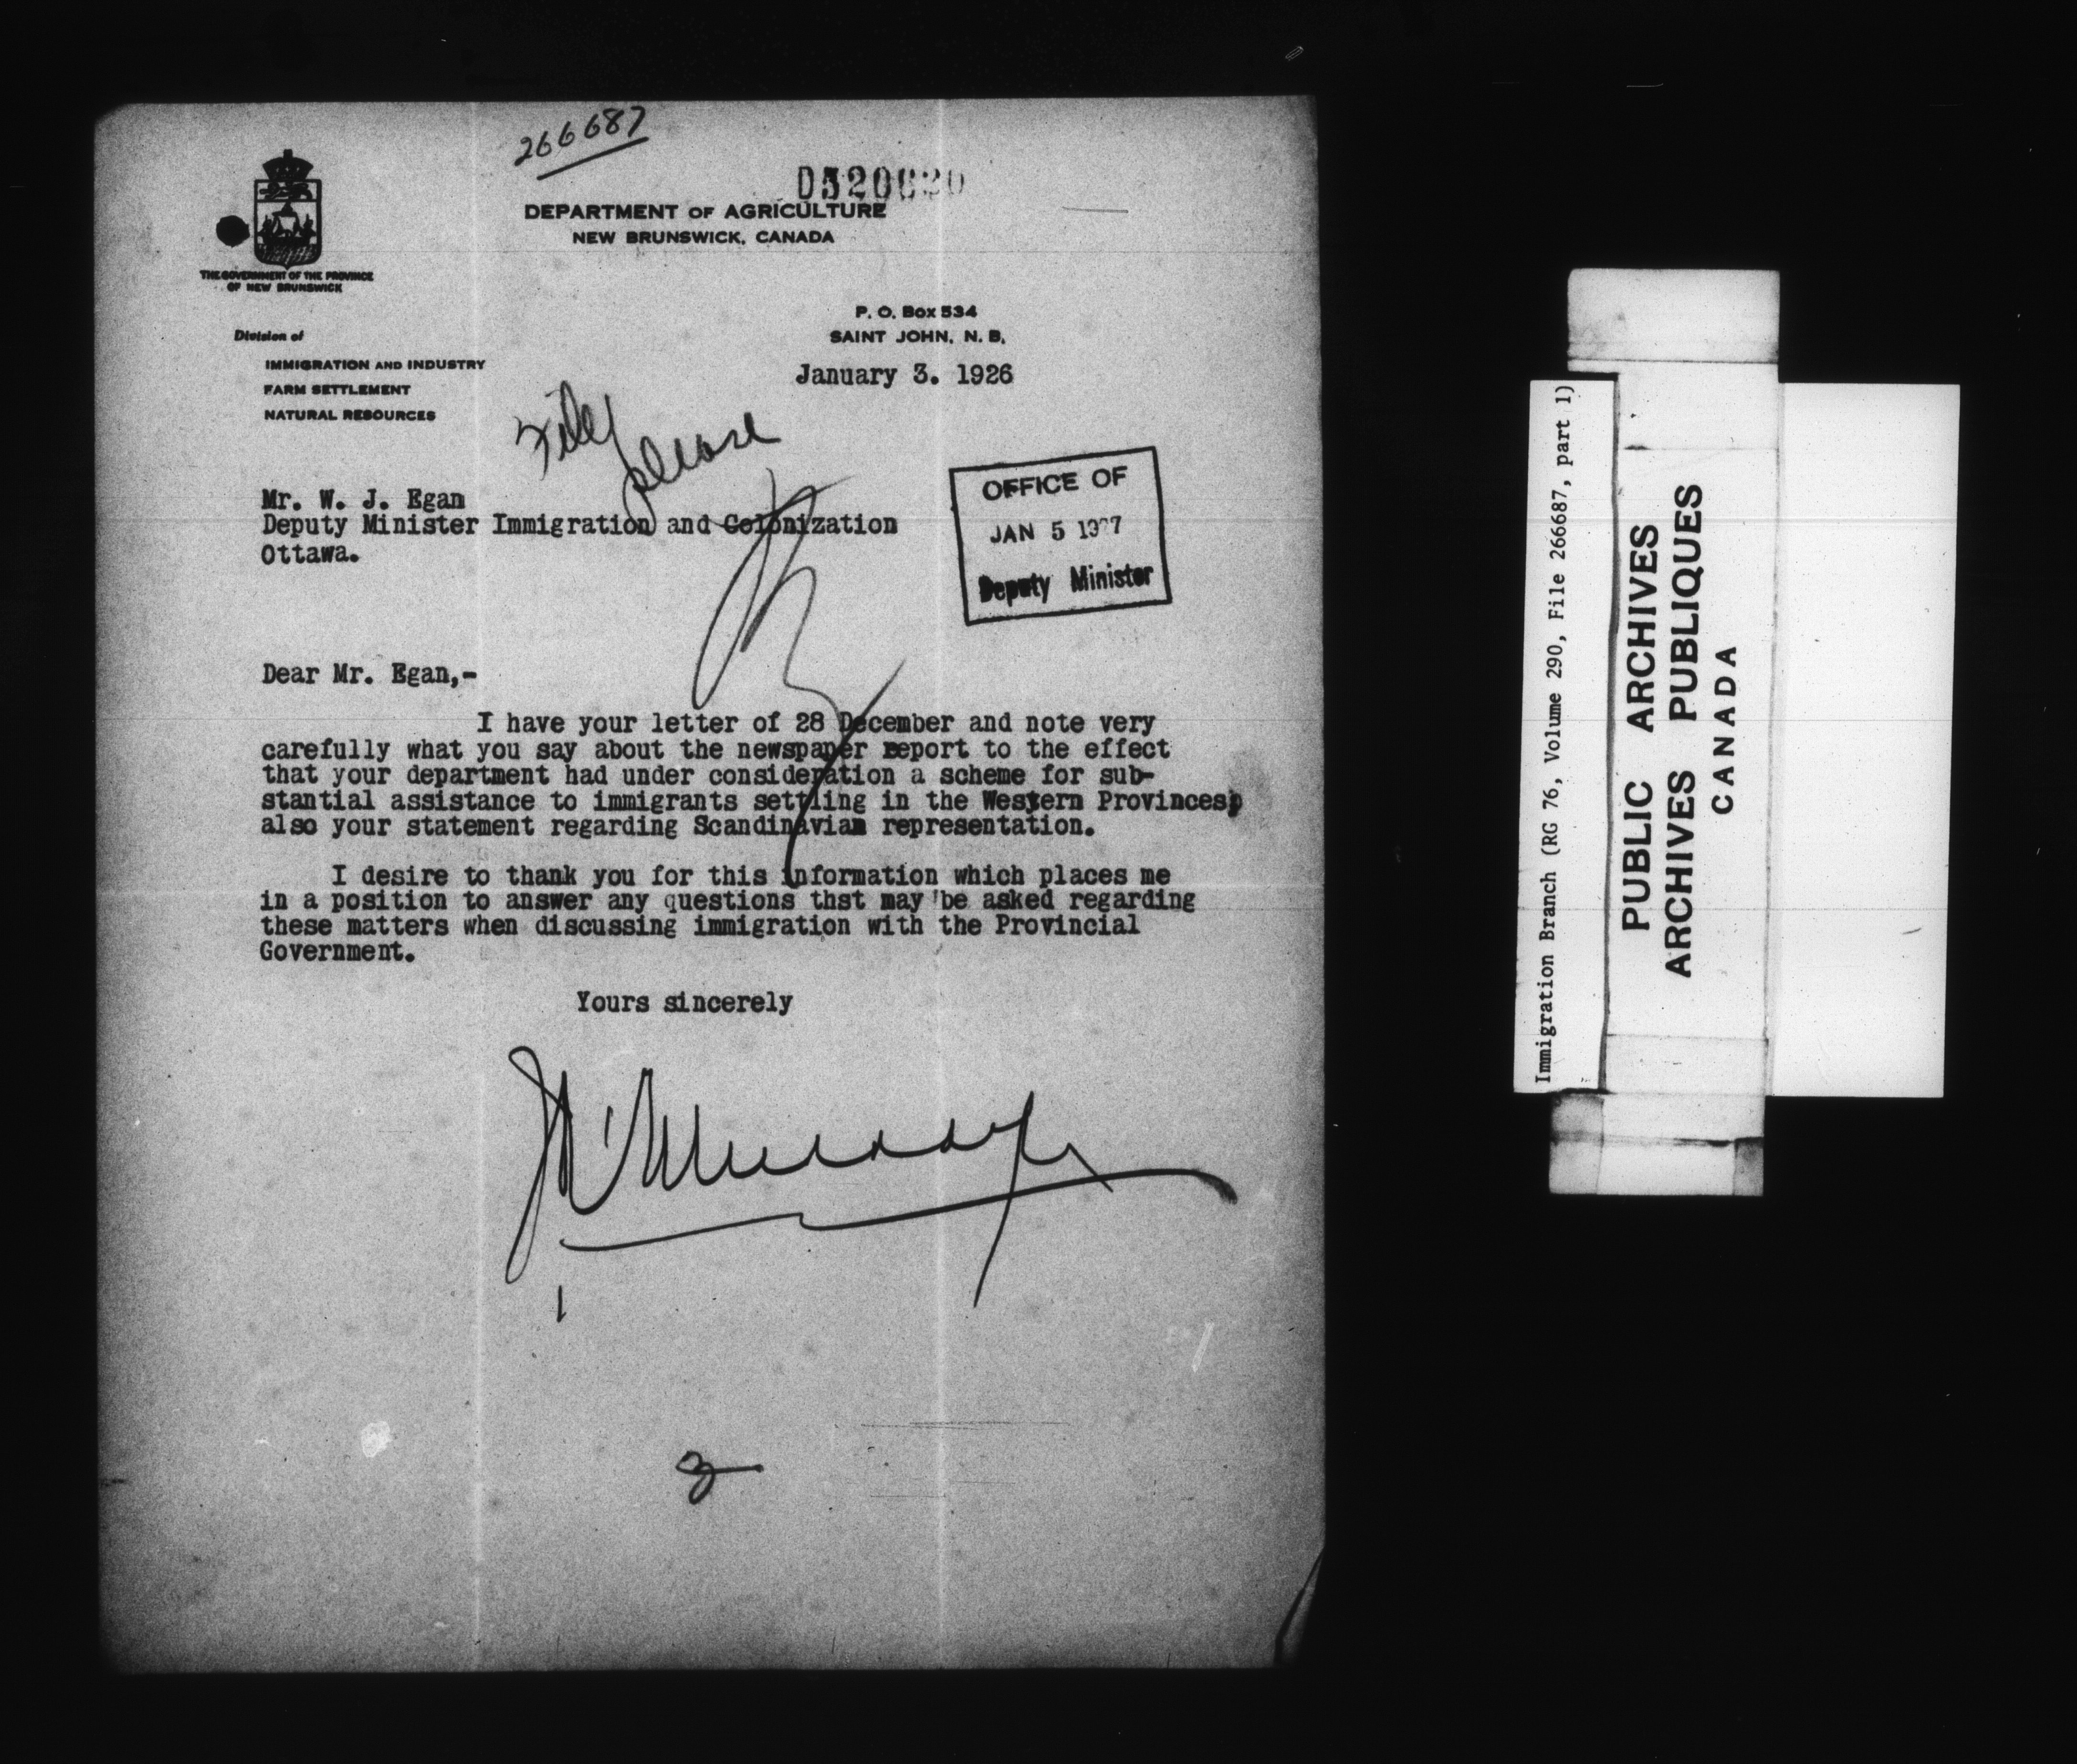 266687
D520620
DEPARTMENT OF AGRICULTURE
NEW BRUNSWICK, CANADA
THE GOVERNMENT OF THE PROVINCE
OF NEW BRUNSWICK
P. O. Box 534
SAINT JOHN, N. B.
January 3. 1926
Division of
IMMIGRATION AND INDUSTRY
FARM SETTLEMENT
NATURAL RESOURCES
File
please
Mr. W. J. Egan
Deputy Minister Immigration and Colonization
Ottawa.
OFFICE OF
JAN 5 1927
Deputy Minister
Dear Mr. Egan,-
I have your letter of 28 December and note very
carefully what you say about the newspaper report to the effect
that your department had under consideration a scheme for sub-
stantial assistance to immigrants settling in the Western Provinces;
also your statement regarding Scandinavian representation.
I desire to thank you for this information which places me
in a position to answer any questions thst may be asked regarding
these matters when discussing immigration with the Provincial
Government.
Yours sincerely
Immigration Branch (RG 76, Volume 290, File 266687, part 1)
PUBLIC ARCHIVES
ARCHIVES PUBLIQUES
CANADA